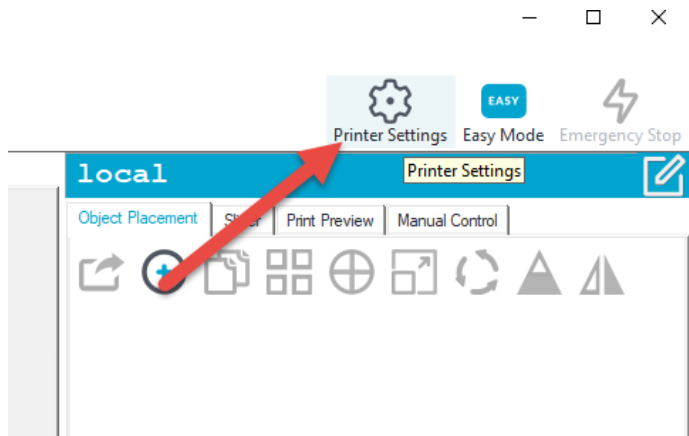 EASY
Printer Settings Easy Mode Emergency Stop
local
Printer Settings
Object Placement Print Preview Manual Control